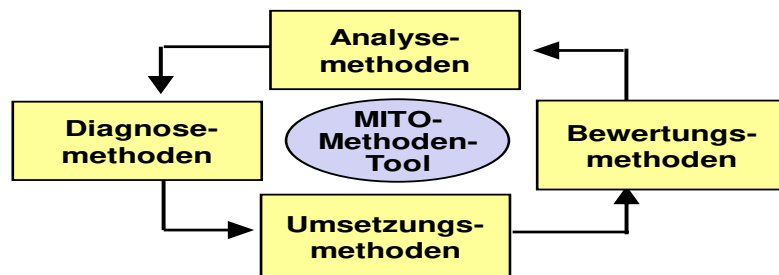 Analyse-
methoden
Diagnose-
methoden
MITO-
Methoden-
Tool
Bewertungs-
methoden
Umsetzungs-
methoden